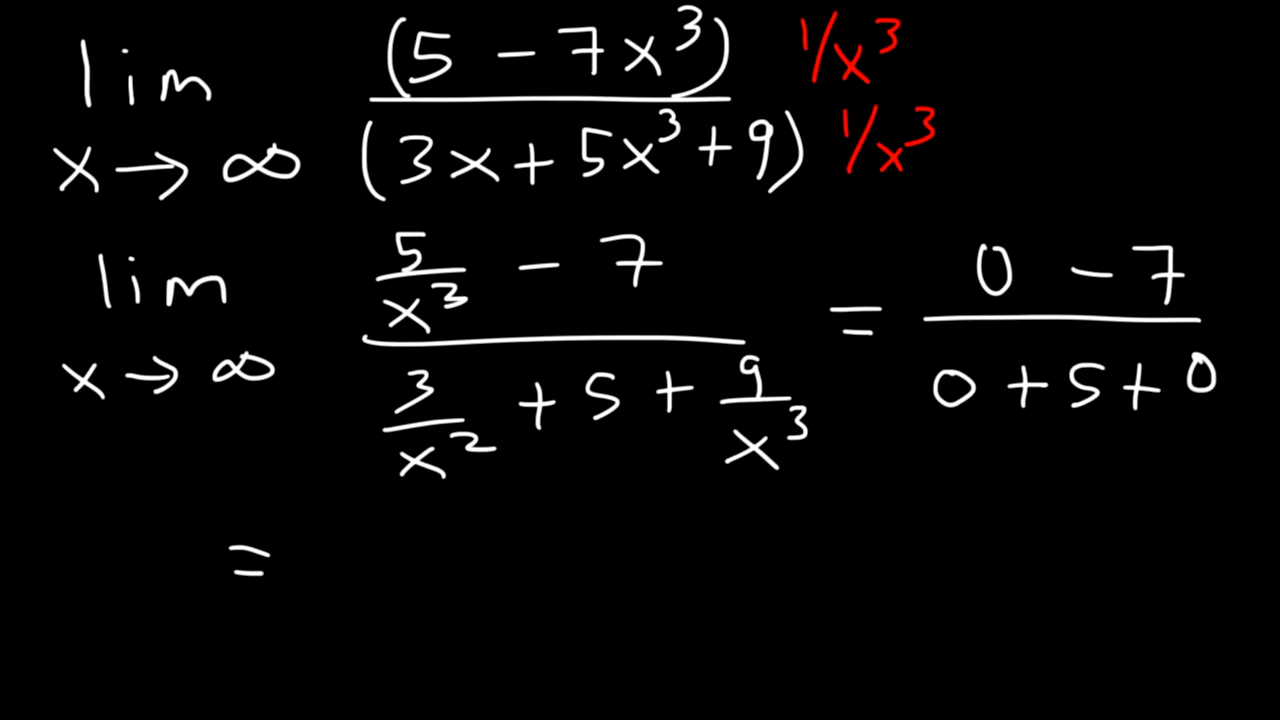 lim (5 - 7x³) 1/x³
x → ∞ (3x + 5x³ + 9) 1/x³
lim 5/x³ - 7 = 0 - 7
x → ∞ 3/x² + 5 + 9/x³ 0 + 5 + 0
=